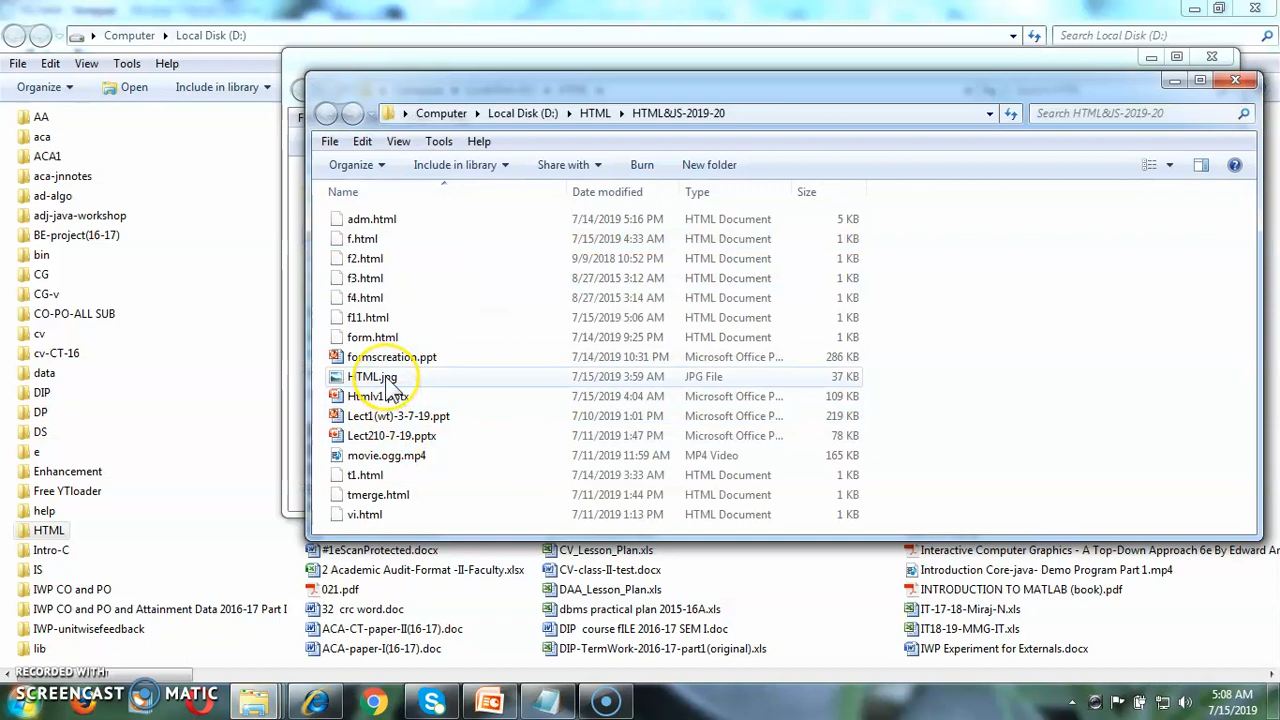 Computer Local Disk (D:) Search Local Disk (D:)
File Edit View Tools Help
Organize Open Include in library
AA
aca
ACA1
aca-jnnotes
ad-algo
adj-java-workshop
BE-project(16-17)
bin
CG
CG-v
CO-PO-ALL SUB
cv
cv-CT-16
data
DIP
DP
DS
e
Enhancement
Free YTloader
help
HTML
Intro-C
IS
IWP CO and PO
IWP CO and PO and Attainment Data 2016-17 Part I
IWP-unitwisefeedback
lib
Computer Local Disk (D:) HTML HTML&JS-2019-20 Search HTML&JS-2019-20
File Edit View Tools Help
Organize Include in library Share with Burn New folder
Name Date modified Type Size
adm.html 7/14/2019 5:16 PM HTML Document 5 KB
f.html 7/15/2019 4:33 AM HTML Document 1 KB
f2.html 9/9/2018 10:52 PM HTML Document 1 KB
f3.html 8/27/2015 3:12 AM HTML Document 1 KB
f4.html 8/27/2015 3:14 AM HTML Document 1 KB
f11.html 7/15/2019 5:06 AM HTML Document 1 KB
form.html 7/14/2019 9:25 PM HTML Document 1 KB
formscreation.ppt 7/14/2019 10:31 PM Microsoft Office P... 286 KB
HTML.jpg 7/15/2019 3:59 AM JPG File 37 KB
7/15/2019 4:04 AM Microsoft Office P... 109 KB
Lect1(wt)-3-7-19.ppt 7/10/2019 1:01 PM Microsoft Office P... 219 KB
Lect210-7-19.pptx 7/11/2019 1:47 PM Microsoft Office P... 78 KB
movie.ogg.mp4 7/11/2019 11:59 AM MP4 Video 165 KB
t1.html 7/14/2019 3:33 AM HTML Document 1 KB
tmerge.html 7/11/2019 1:44 PM HTML Document 1 KB
vi.html 7/11/2019 1:13 PM HTML Document 1 KB
#1eScanProtected.docx CV_Lesson_Plan.xls Interactive Computer Graphics - A Top-Down Approach 6e By Edward An
2 Academic Audit-Format -II-Faculty.xlsx CV-class-II-test.docx Introduction Core-java- Demo Program Part 1.mp4
021.pdf DAA_Lesson_Plan.xls INTRODUCTION TO MATLAB (book).pdf
32 crc word.doc dbms practical plan 2015-16A.xls IT-17-18-Miraj-N.xls
ACA-CT-paper-II(16-17).doc DIP course fILE 2016-17 SEM I.doc IT18-19-MMG-IT.xls
ACA-paper-I(16-17).doc DIP-TermWork-2016-17-part1(original).xls IWP Experiment for Externals.docx
RECORDED WITH
SCREENCAST MATIC
5:08 AM
7/15/2019